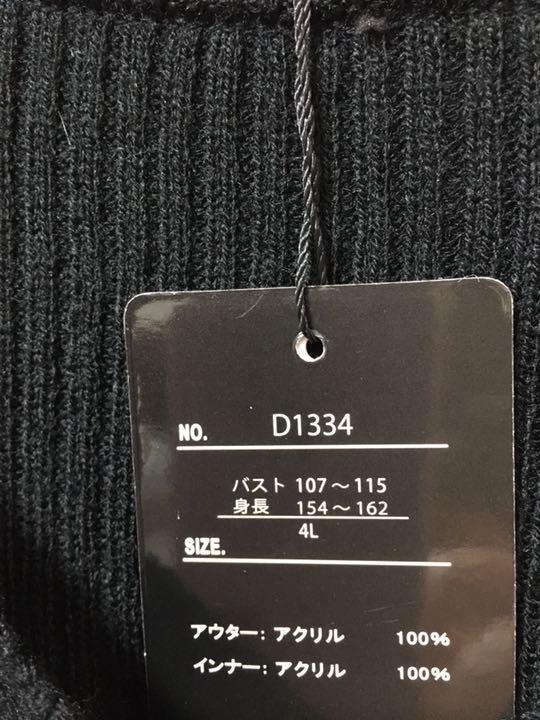 NO. D1334
バスト 107～115
身長 154～162
4L
SIZE.
アウター: アクリル 100%
インナー: アクリル 100%